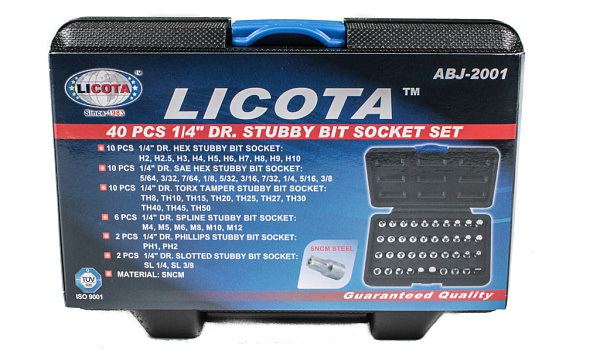 LICOTA
Since 1983
ABJ-2001
LICOTA™
40 PCS 1/4" DR. STUBBY BIT SOCKET SET
10 PCS 1/4" DR. HEX STUBBY BIT SOCKET:
H2, H2.5, H3, H4, H5, H6, H7, H8, H9, H10
10 PCS 1/4" DR. SAE HEX STUBBY BIT SOCKET:
5/64, 3/32, 7/64, 1/8, 5/32, 3/16, 7/32, 1/4, 5/16, 3/8
10 PCS 1/4" DR. TORX TAMPER STUBBY BIT SOCKET:
TH8, TH10, TH15, TH20, TH25, TH27, TH30
TH40, TH45, TH50
6 PCS 1/4" DR. SPLINE STUBBY BIT SOCKET:
M4, M5, M6, M8, M10, M12
2 PCS 1/4" DR. PHILLIPS STUBBY BIT SOCKET:
PH1, PH2
2 PCS 1/4" DR. SLOTTED STUBBY BIT SOCKET:
SL 1/4, SL 3/8
MATERIAL: SNCM
SNCM STEEL
TÜV
ISO 9001
Guaranteed Quality